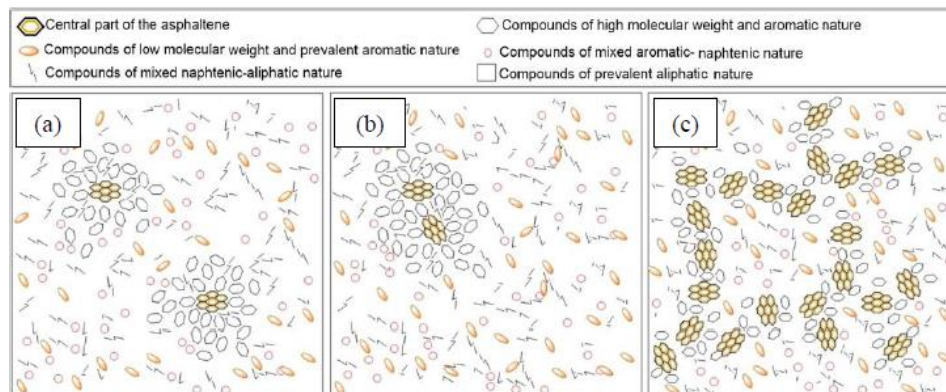 Central part of the asphaltene
Compounds of high molecular weight and aromatic nature
Compounds of low molecular weight and prevalent aromatic nature
Compounds of mixed aromatic- naphtenic nature
Compounds of mixed naphtenic-aliphatic nature
Compounds of prevalent aliphatic nature
(a)
(b)
(c)